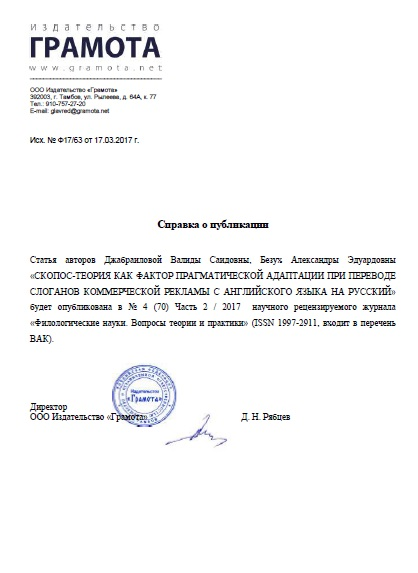 издательство
ГРАМОТА
www.gramota.net
ООО Издательство «Грамота»
392003, г. Тамбов, ул. Рылеева, д. 64А, к. 77
Тел.: 910-757-27-20
E-mail: glavred@gramota.net
Исх. № Ф17/63 от 17.03.2017 г.
Справка о публикации
Статья авторов Джабраиловой Валиды Саидовны, Безух Александры Эдуардовны
«СКОПОС-ТЕОРИЯ КАК ФАКТОР ПРАГМАТИЧЕСКОЙ АДАПТАЦИИ ПРИ ПЕРЕВОДЕ
СЛОГАНОВ КОММЕРЧЕСКОЙ РЕКЛАМЫ С АНГЛИЙСКОГО ЯЗЫКА НА РУССКИЙ»
будет опубликована в № 4 (70) Часть 2 / 2017 научного рецензируемого журнала
«Филологические науки. Вопросы теории и практики» (ISSN 1997-2911, входит в перечень
ВАК).
Издательство
"Грамота"
Директор
ООО Издательство «Грамота» Д. Н. Рябцев